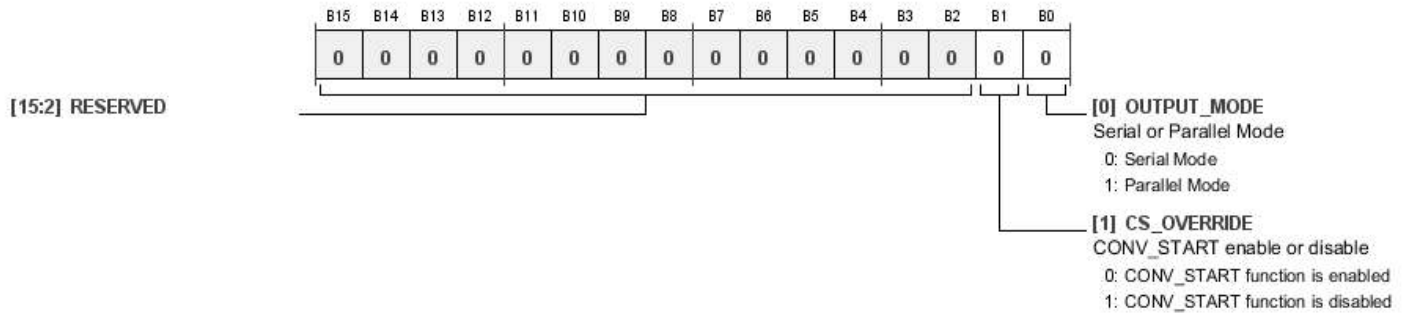 B15 B14 B13 B12 B11 B10 B9 B8 B7 B6 B5 B4 B3 B2 B1 B0
0 0 0 0 0 0 0 0 0 0 0 0 0 0 0 0
[15:2] RESERVED
[0] OUTPUT_MODE
Serial or Parallel Mode
0: Serial Mode
1: Parallel Mode
[1] CS_OVERRIDE
CONV_START enable or disable
0: CONV_START function is enabled
1: CONV_START function is disabled